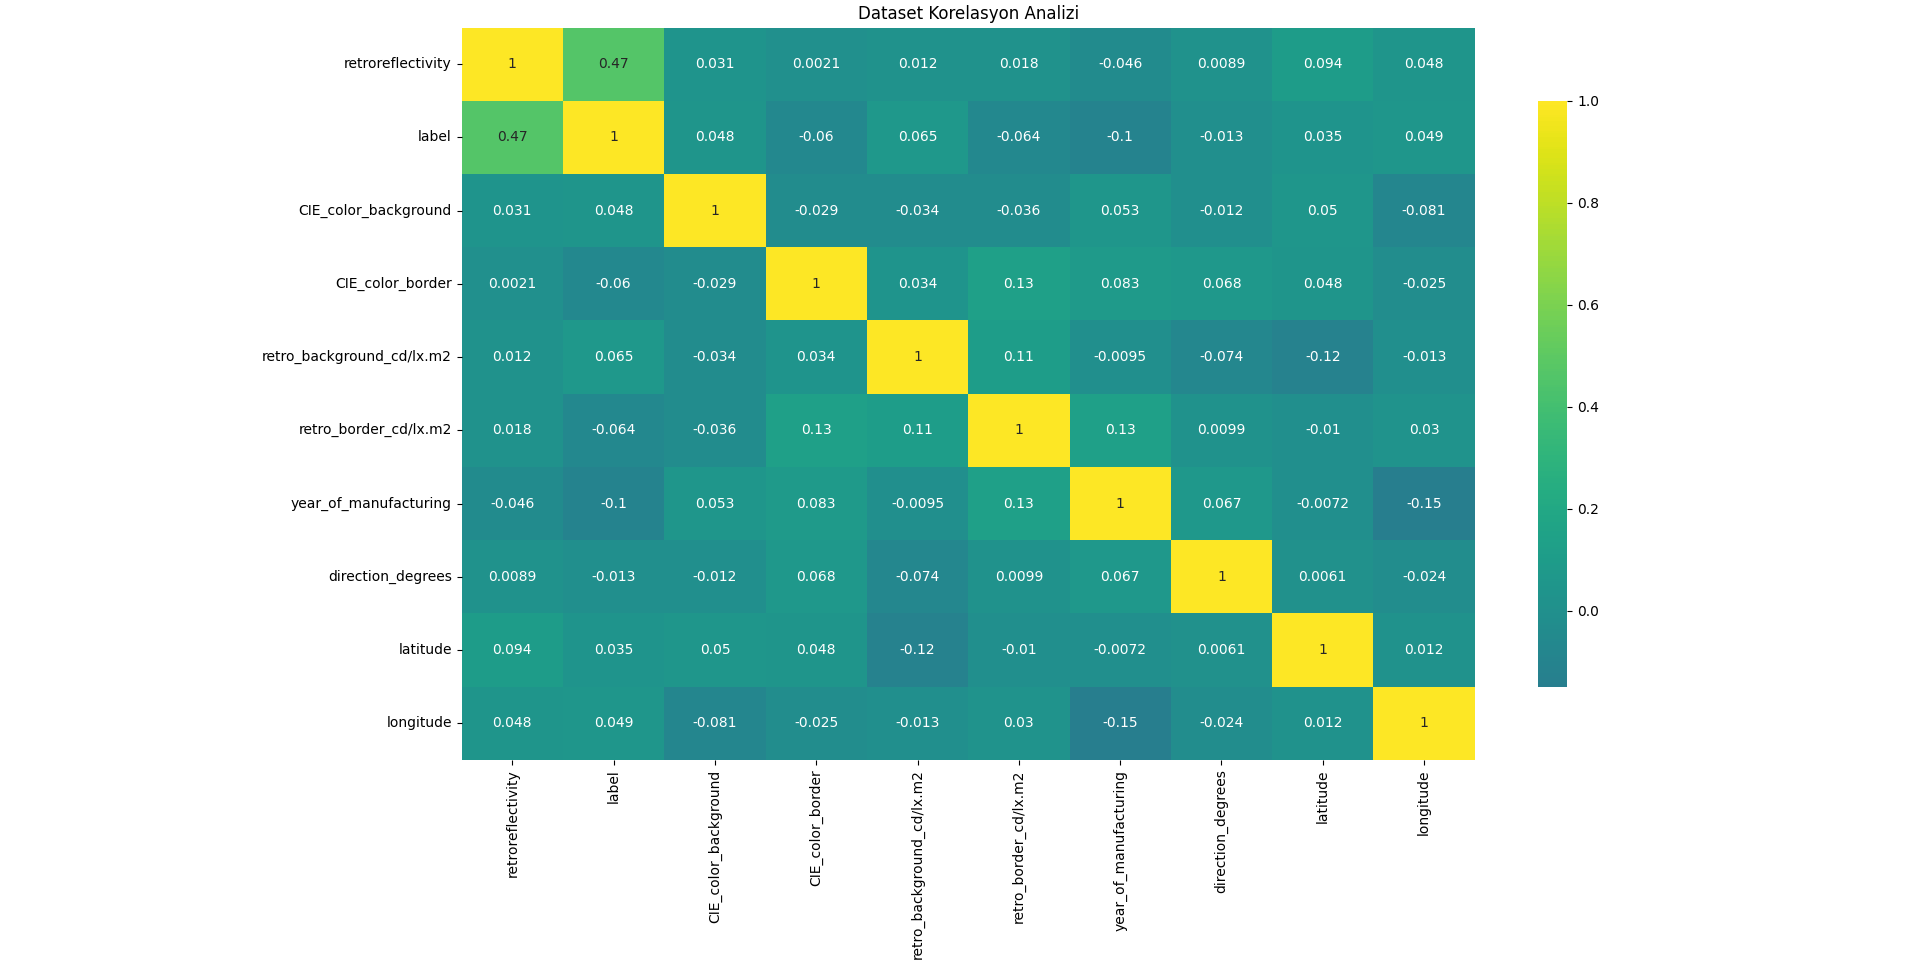 Dataset Korelasyon Analizi
retroreflectivity 1 0.47 0.031 0.0021 0.012 0.018 -0.046 0.0089 0.094 0.048
label 0.47 1 0.048 -0.06 0.065 -0.064 -0.1 -0.013 0.035 0.049
CIE_color_background 0.031 0.048 1 -0.029 -0.034 -0.036 0.053 -0.012 0.05 -0.081
CIE_color_border 0.0021 -0.06 -0.029 1 0.034 0.13 0.083 0.068 0.048 -0.025
retro_background_cd/lx.m2 0.012 0.065 -0.034 0.034 1 0.11 -0.0095 -0.074 -0.12 -0.013
retro_border_cd/lx.m2 0.018 -0.064 -0.036 0.13 0.11 1 0.13 0.0099 -0.01 0.03
year_of_manufacturing -0.046 -0.1 0.053 0.083 -0.0095 0.13 1 0.067 -0.0072 -0.15
direction_degrees 0.0089 -0.013 -0.012 0.068 -0.074 0.0099 0.067 1 0.0061 -0.024
latitude 0.094 0.035 0.05 0.048 -0.12 -0.01 -0.0072 0.0061 1 0.012
longitude 0.048 0.049 -0.081 -0.025 -0.013 0.03 -0.15 -0.024 0.012 1
retroreflectivity
label
CIE_color_background
CIE_color_border
retro_background_cd/lx.m2
retro_border_cd/lx.m2
year_of_manufacturing
direction_degrees
latitude
longitude
1.0
0.8
0.6
0.4
0.2
0.0